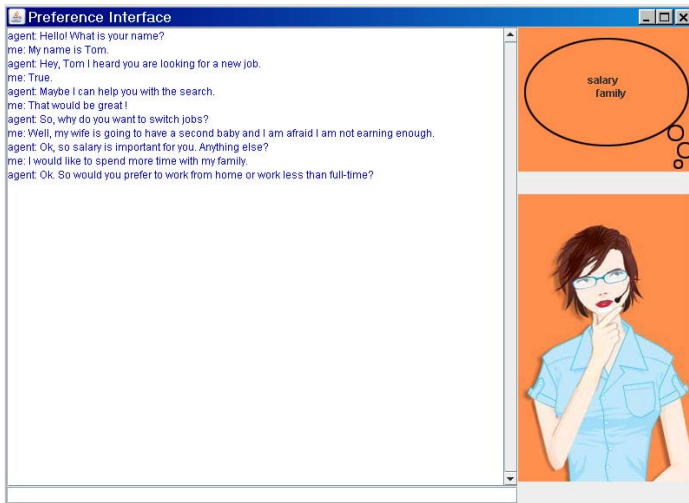 Preference Interface
agent: Hello! What is your name?
me: My name is Tom.
agent: Hey, Tom I heard you are looking for a new job.
me: True.
agent: Maybe I can help you with the search.
me: That would be great !
agent: So, why do you want to switch jobs?
me: Well, my wife is going to have a second baby and I am afraid I am not earning enough.
agent: Ok, so salary is important for you. Anything else?
me: I would like to spend more time with my family.
agent: Ok. So would you prefer to work from home or work less than full-time?
salary
family